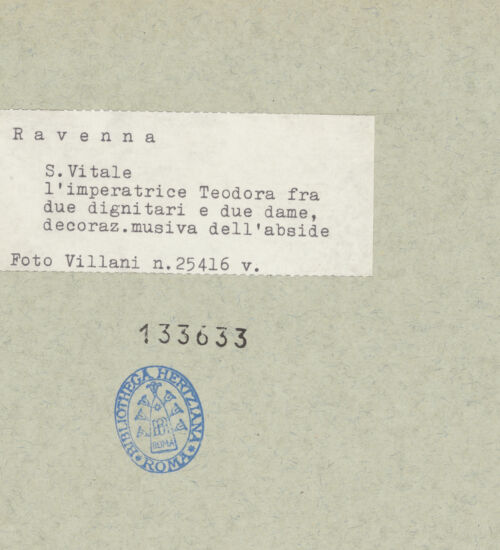 Ravenna
S.Vitale
l'imperatrice Teodora fra
due dignitari e due dame,
decoraz.musiva dell'abside
Foto Villani n.25416 v.
133633
BIBLIOTHECA HERTZIANA
ROMA
ROMA